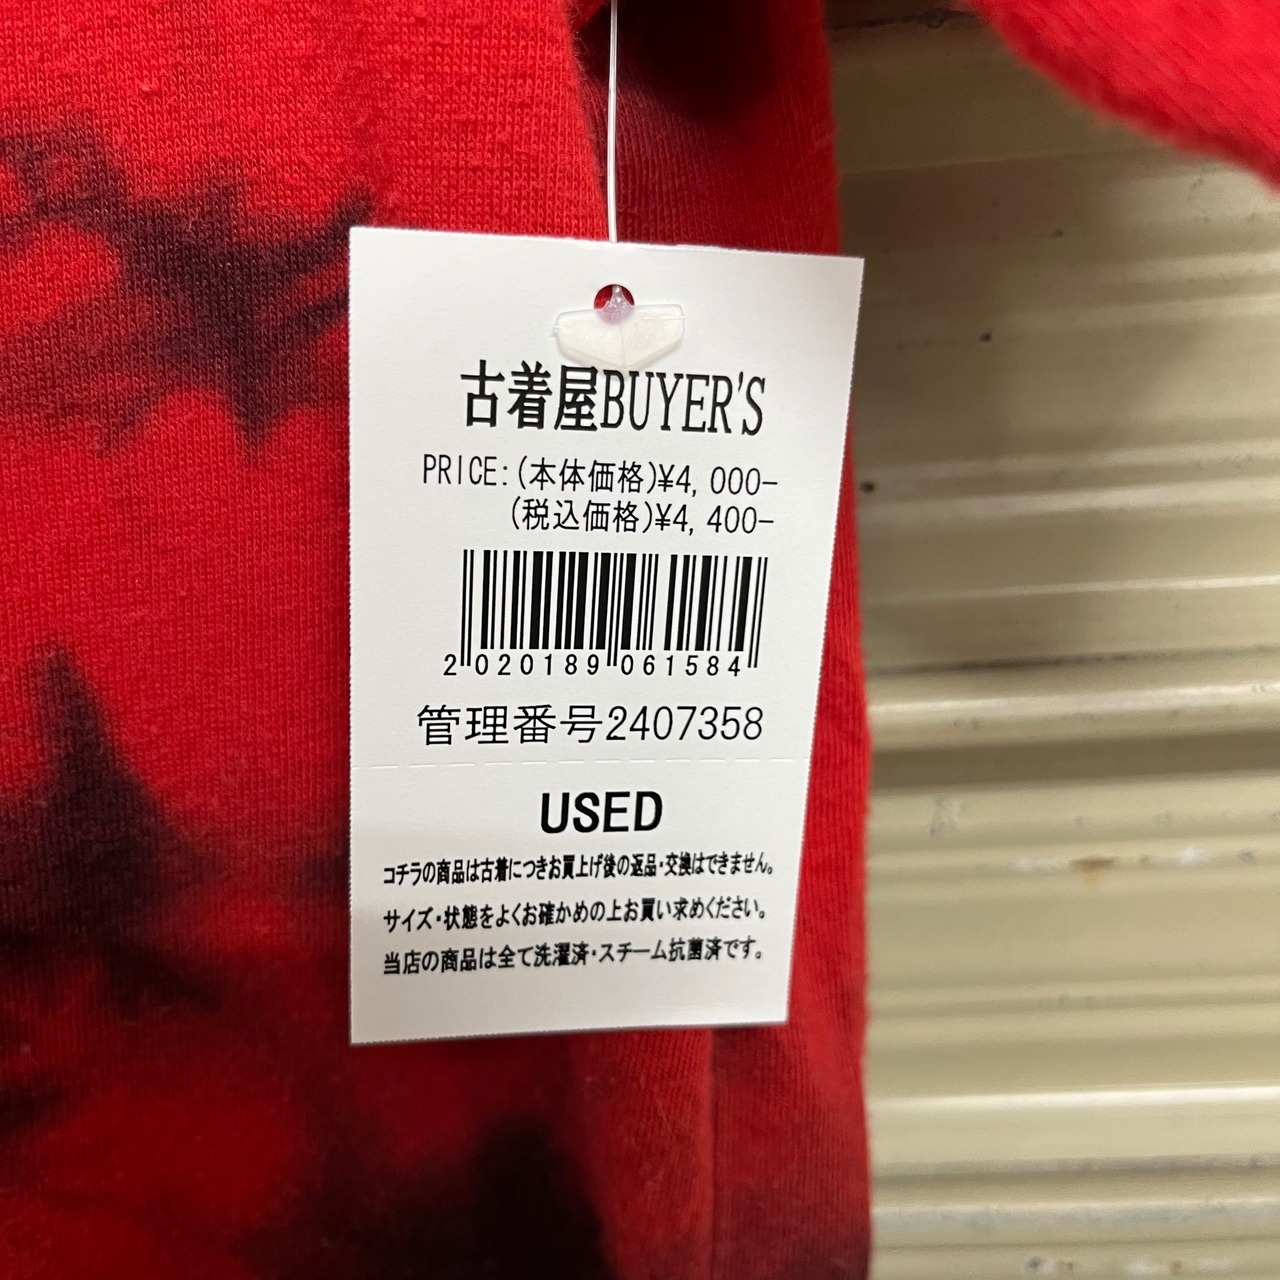 古着屋BUYER'S
PRICE:(本体価格)¥4,000-
(税込価格)¥4,400-
2 020189 061584
管理番号2407358
USED
コチラの商品は古着につきお買上げ後の返品・交換はできません。
サイズ・状態をよくお確かめの上お買い求めください。
当店の商品は全て洗濯済・スチーム抗菌済です。